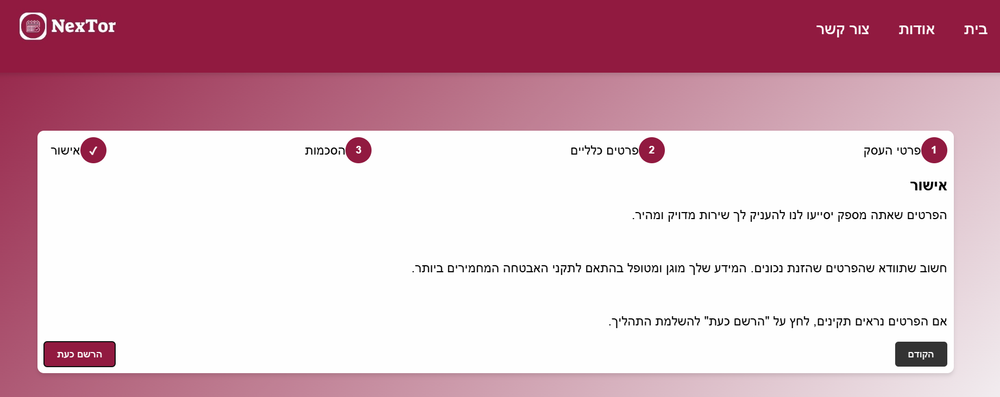 NexTor
בית
אודות
צור קשר
1 פרטי העסק
2 פרטים כלליים
3 הסכמות
✓ אישור
אישור
הפרטים שאתה מספק יסייעו לנו להעניק לך שירות מדויק ומהיר.
חשוב שתוודא שהפרטים שהזנת נכונים. המידע שלך מוגן ומטופל בהתאם לתקני האבטחה המחמירים ביותר.
אם הפרטים נראים תקינים, לחץ על "הרשם כעת" להשלמת התהליך.
הקודם
הרשם כעת